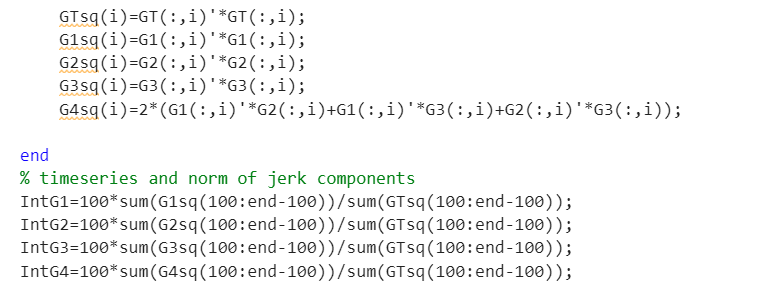 GTsq(i)=GT(:,i)'*GT(:,i);
G1sq(i)=G1(:,i)'*G1(:,i);
G2sq(i)=G2(:,i)'*G2(:,i);
G3sq(i)=G3(:,i)'*G3(:,i);
G4sq(i)=2*(G1(:,i)'*G2(:,i)+G1(:,i)'*G3(:,i)+G2(:,i)'*G3(:,i));
end
% timeseries and norm of jerk components
IntG1=100*sum(G1sq(100:end-100))/sum(GTsq(100:end-100));
IntG2=100*sum(G2sq(100:end-100))/sum(GTsq(100:end-100));
IntG3=100*sum(G3sq(100:end-100))/sum(GTsq(100:end-100));
IntG4=100*sum(G4sq(100:end-100))/sum(GTsq(100:end-100));